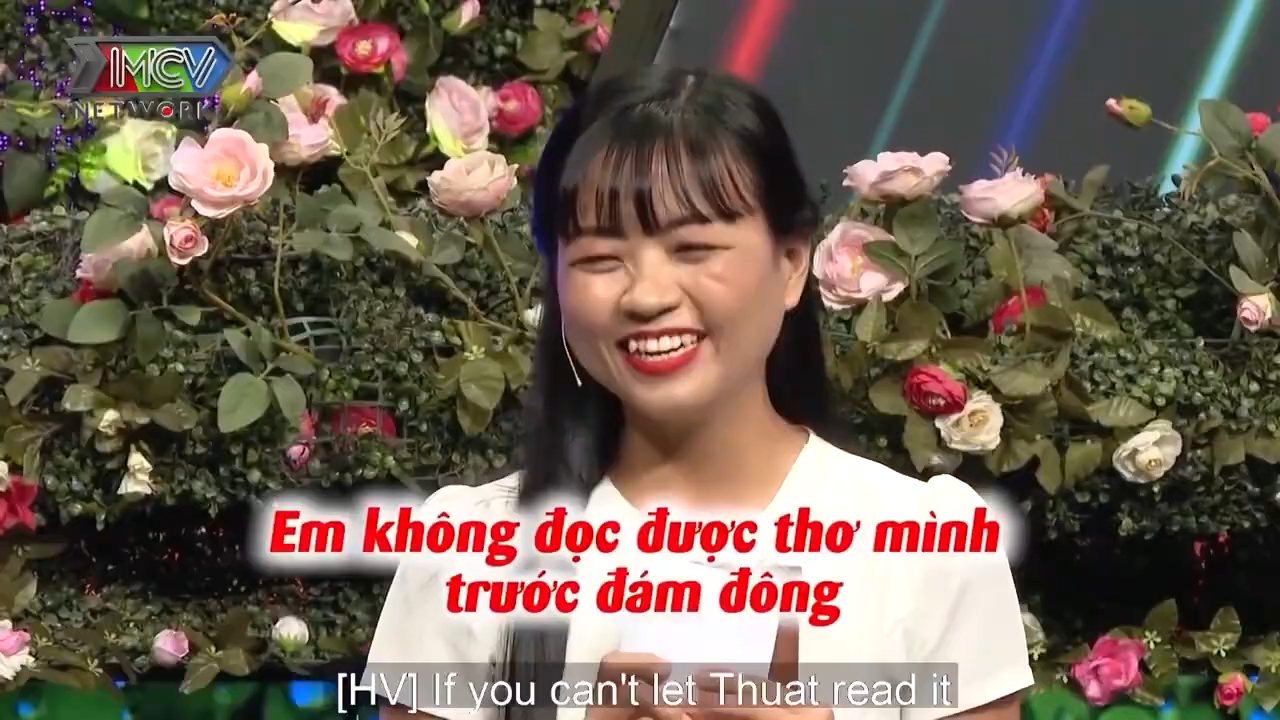 MCV
NETWORK
Em không đọc được thơ mình
trước đám đông
[HV] If you can't let Thuat read it